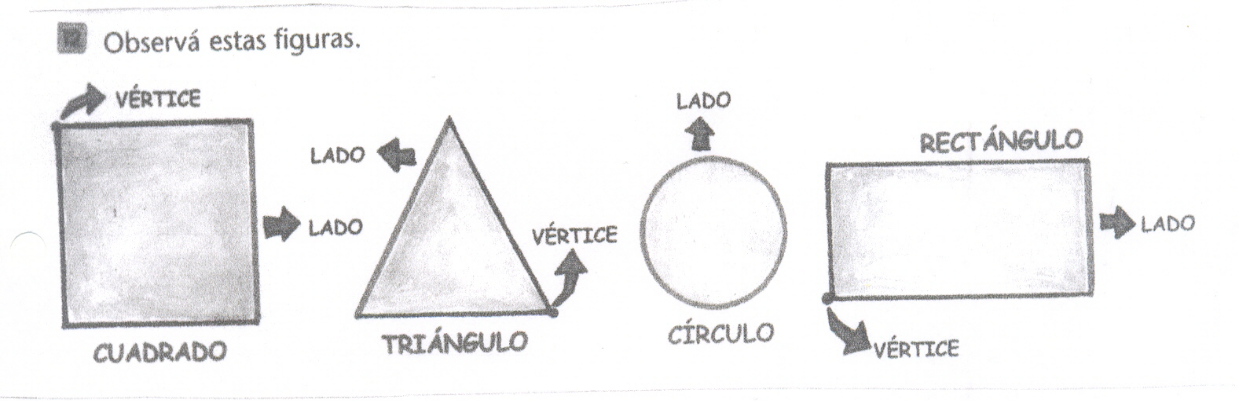 Observá estas figuras.
VÉRTICE
LADO
CUADRADO
LADO
VÉRTICE
TRIÁNGULO
LADO
CÍRCULO
RECTÁNGULO
LADO
VÉRTICE